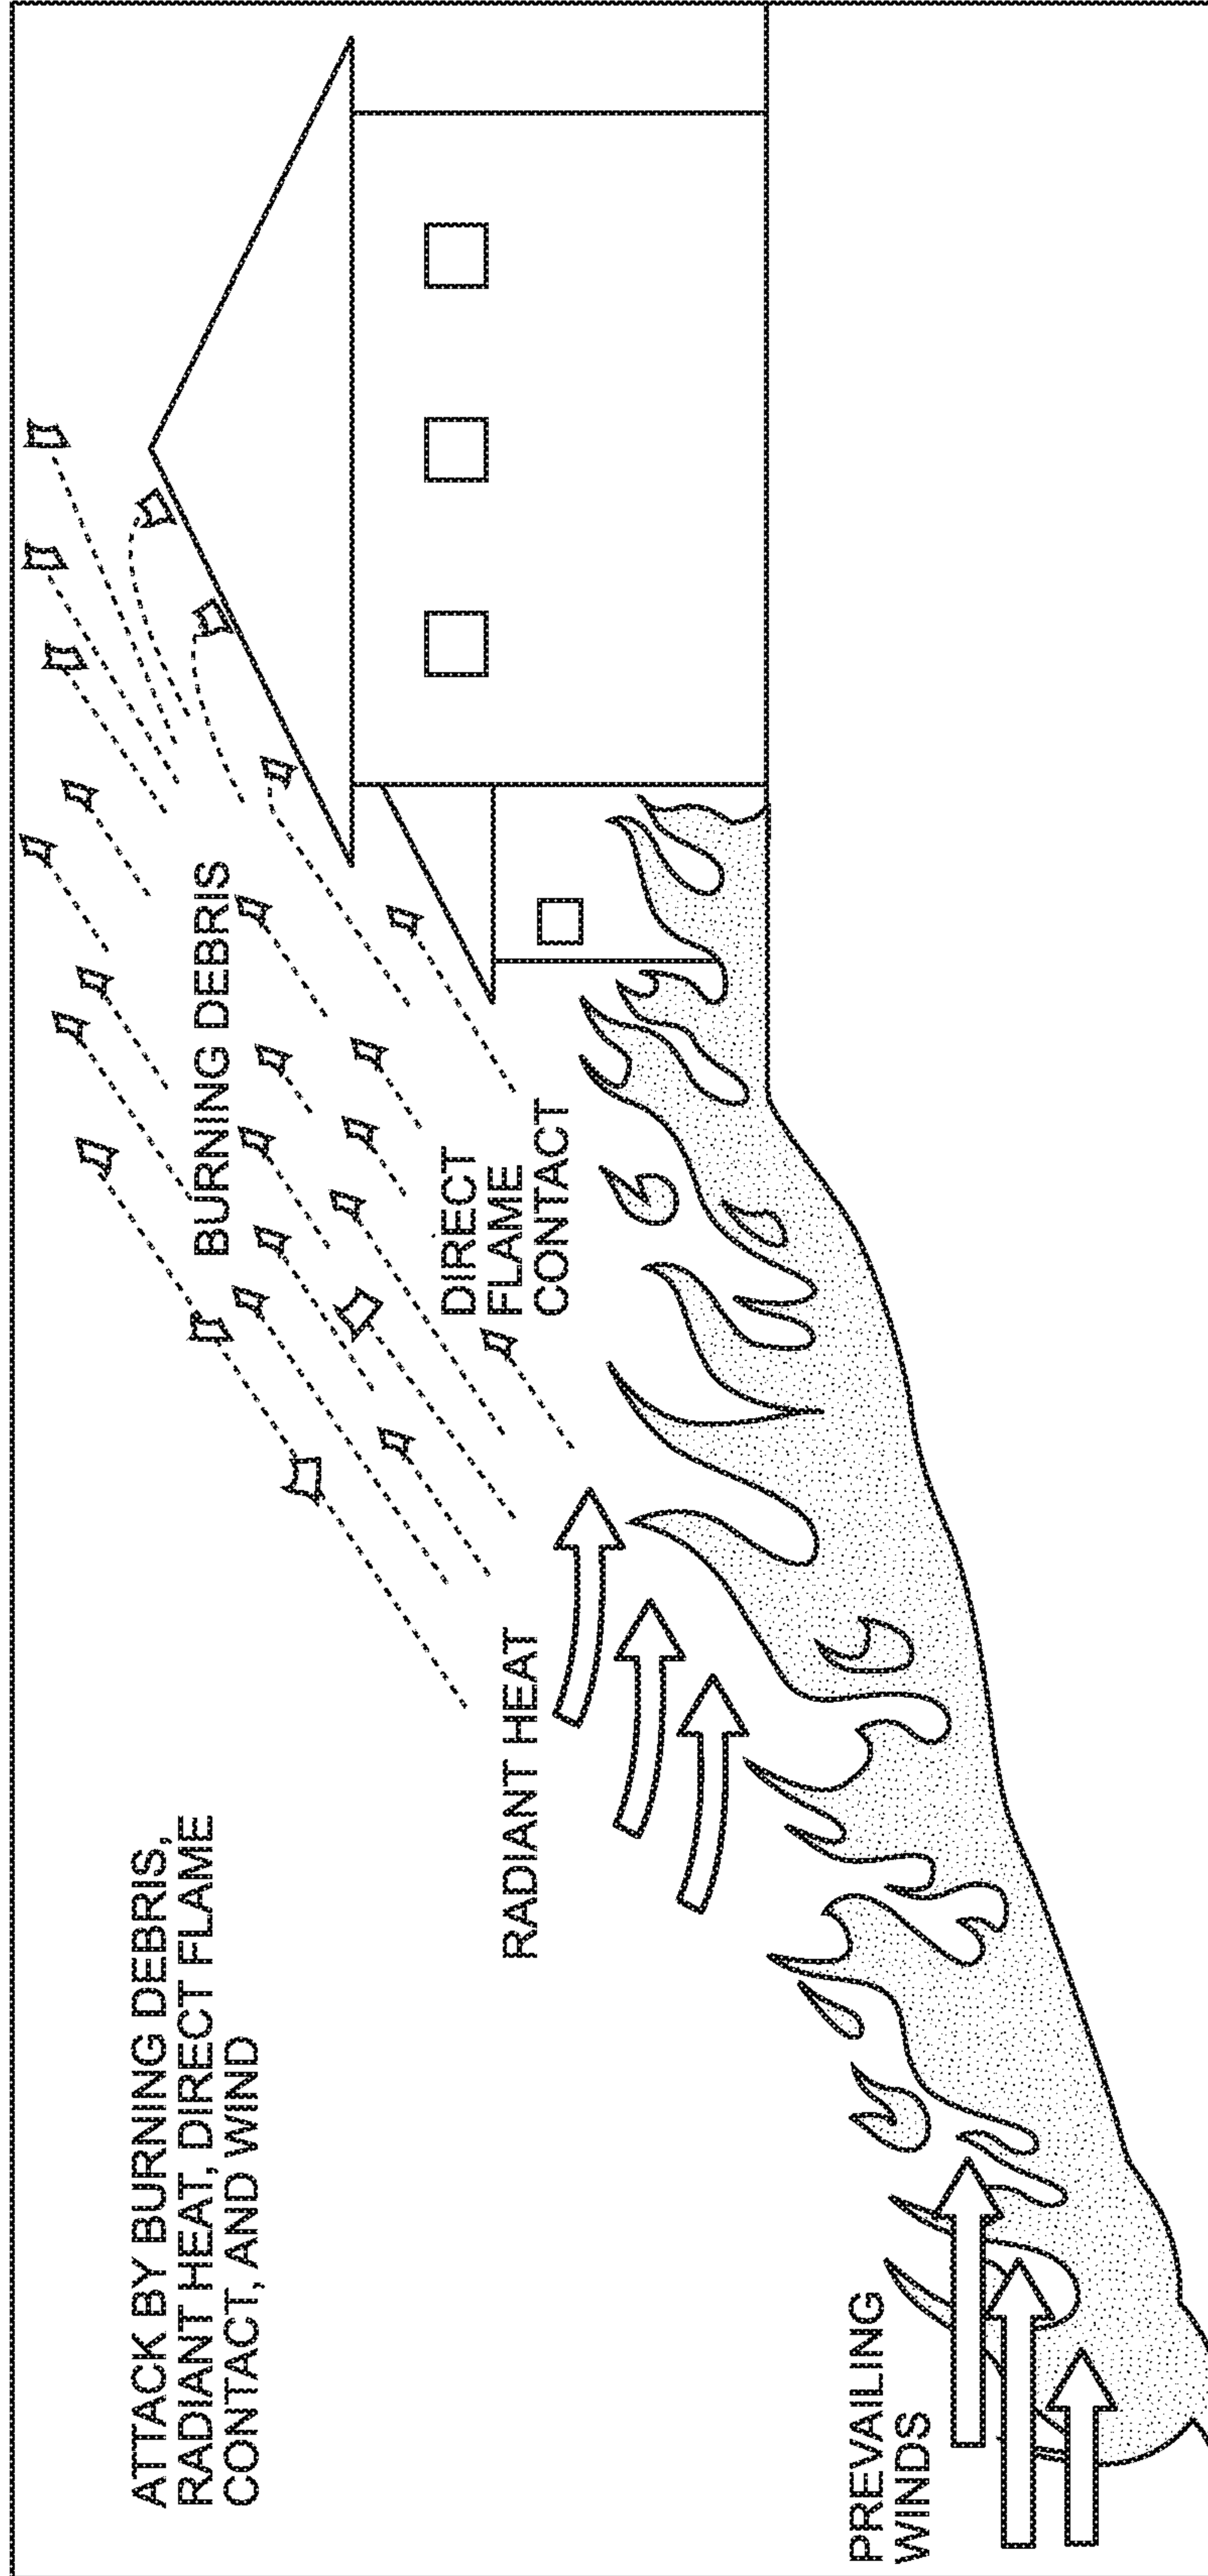 ATTACK BY BURNING DEBRIS,
RADIANT HEAT, DIRECT FLAME
CONTACT, AND WIND
BURNING DEBRIS
DIRECT
FLAME
CONTACT
RADIANT HEAT
PREVAILING
WINDS